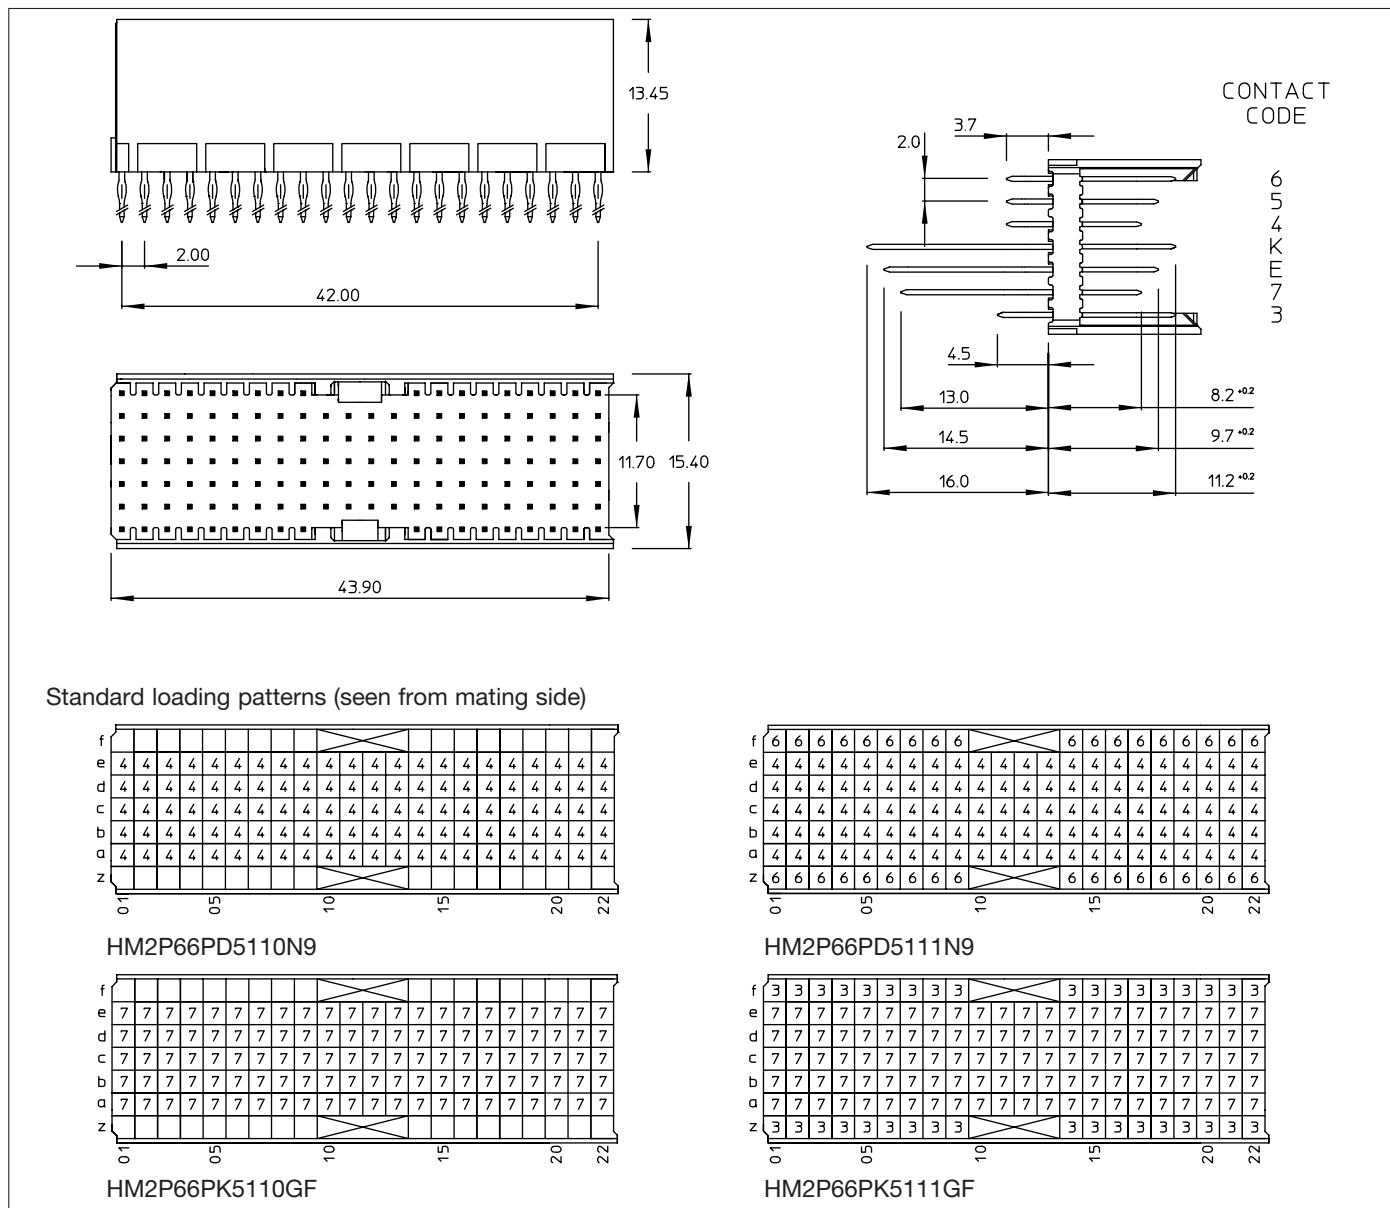 13.45
2.00
42.00
11.70
15.40
43.90
CONTACT
CODE
3.7
2.0
6
5
4
K
E
7
3
4.5
13.0
8.2 +0.2
14.5
9.7 +0.2
16.0
11.2 +0.2
Standard loading patterns (seen from mating side)
f
e 4 4 4 4 4 4 4 4 4 4 4 4 4 4 4 4 4 4 4 4 4 4
d 4 4 4 4 4 4 4 4 4 4 4 4 4 4 4 4 4 4 4 4 4 4
c 4 4 4 4 4 4 4 4 4 4 4 4 4 4 4 4 4 4 4 4 4 4
b 4 4 4 4 4 4 4 4 4 4 4 4 4 4 4 4 4 4 4 4 4 4
a 4 4 4 4 4 4 4 4 4 4 4 4 4 4 4 4 4 4 4 4 4 4
z
01 05 10 15 20 22
HM2P66PD5110N9
f 6 6 6 6 6 6 6 6 6 6 6 6 6 6 6 6 6 6
e 4 4 4 4 4 4 4 4 4 4 4 4 4 4 4 4 4 4 4 4 4 4
d 4 4 4 4 4 4 4 4 4 4 4 4 4 4 4 4 4 4 4 4 4 4
c 4 4 4 4 4 4 4 4 4 4 4 4 4 4 4 4 4 4 4 4 4 4
b 4 4 4 4 4 4 4 4 4 4 4 4 4 4 4 4 4 4 4 4 4 4
a 4 4 4 4 4 4 4 4 4 4 4 4 4 4 4 4 4 4 4 4 4 4
z 6 6 6 6 6 6 6 6 6 6 6 6 6 6 6 6 6 6
01 05 10 15 20 22
HM2P66PD5111N9
f
e 7 7 7 7 7 7 7 7 7 7 7 7 7 7 7 7 7 7 7 7 7 7
d 7 7 7 7 7 7 7 7 7 7 7 7 7 7 7 7 7 7 7 7 7 7
c 7 7 7 7 7 7 7 7 7 7 7 7 7 7 7 7 7 7 7 7 7 7
b 7 7 7 7 7 7 7 7 7 7 7 7 7 7 7 7 7 7 7 7 7 7
a 7 7 7 7 7 7 7 7 7 7 7 7 7 7 7 7 7 7 7 7 7 7
z
01 05 10 15 20 22
HM2P66PK5110GF
f 3 3 3 3 3 3 3 3 3 3 3 3 3 3 3 3 3 3
e 7 7 7 7 7 7 7 7 7 7 7 7 7 7 7 7 7 7 7 7 7 7
d 7 7 7 7 7 7 7 7 7 7 7 7 7 7 7 7 7 7 7 7 7 7
c 7 7 7 7 7 7 7 7 7 7 7 7 7 7 7 7 7 7 7 7 7 7
b 7 7 7 7 7 7 7 7 7 7 7 7 7 7 7 7 7 7 7 7 7 7
a 7 7 7 7 7 7 7 7 7 7 7 7 7 7 7 7 7 7 7 7 7 7
z 3 3 3 3 3 3 3 3 3 3 3 3 3 3 3 3 3 3
01 05 10 15 20 22
HM2P66PK5111GF